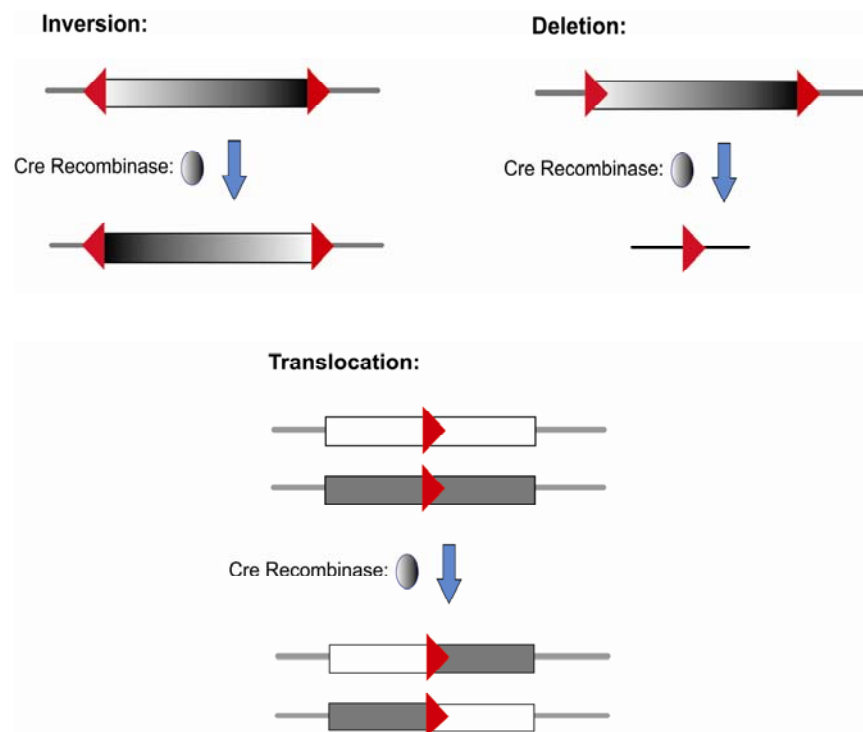 Inversion:
Deletion:
Cre Recombinase:
Cre Recombinase:
Translocation:
Cre Recombinase: